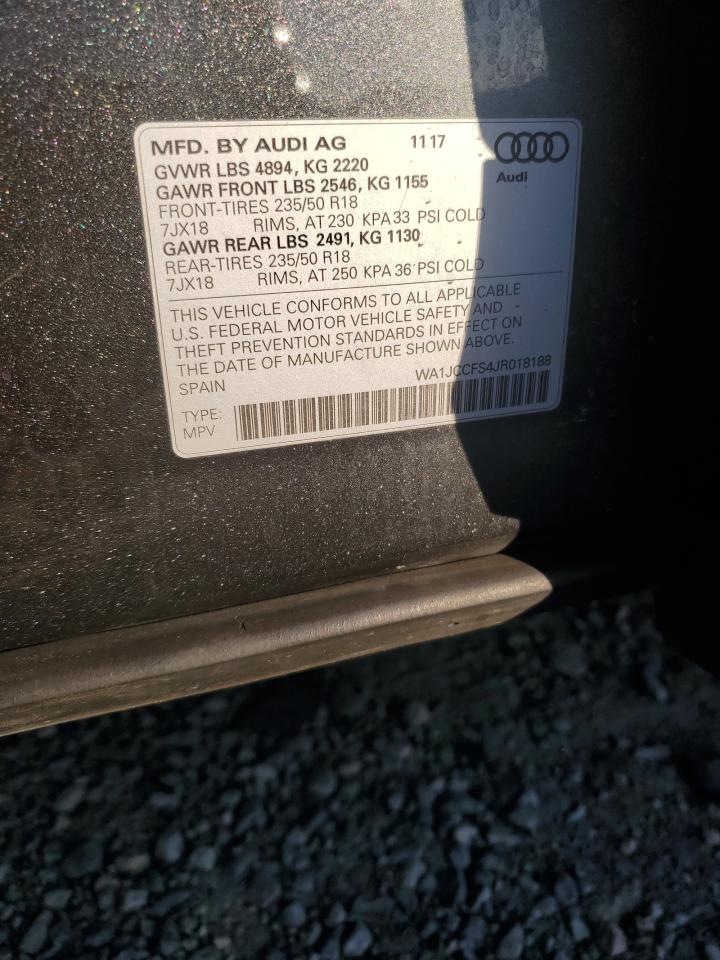 MFD. BY AUDI AG 11 17
GVWR LBS 4894, KG 2220
GAWR FRONT LBS 2546, KG 1155
FRONT-TIRES 235/50 R18
7JX18 RIMS, AT 230 KPA 33 PSI COLD
GAWR REAR LBS 2491, KG 1130
REAR-TIRES 235/50 R18
7JX18 RIMS, AT 250 KPA 36 PSI COLD
Audi
THIS VEHICLE CONFORMS TO ALL APPLICABLE
U.S. FEDERAL MOTOR VEHICLE SAFETY AND
THEFT PREVENTION STANDARDS IN EFFECT ON
THE DATE OF MANUFACTURE SHOWN ABOVE.
SPAIN WA1JCCFS4JR018188
TYPE:
MPV